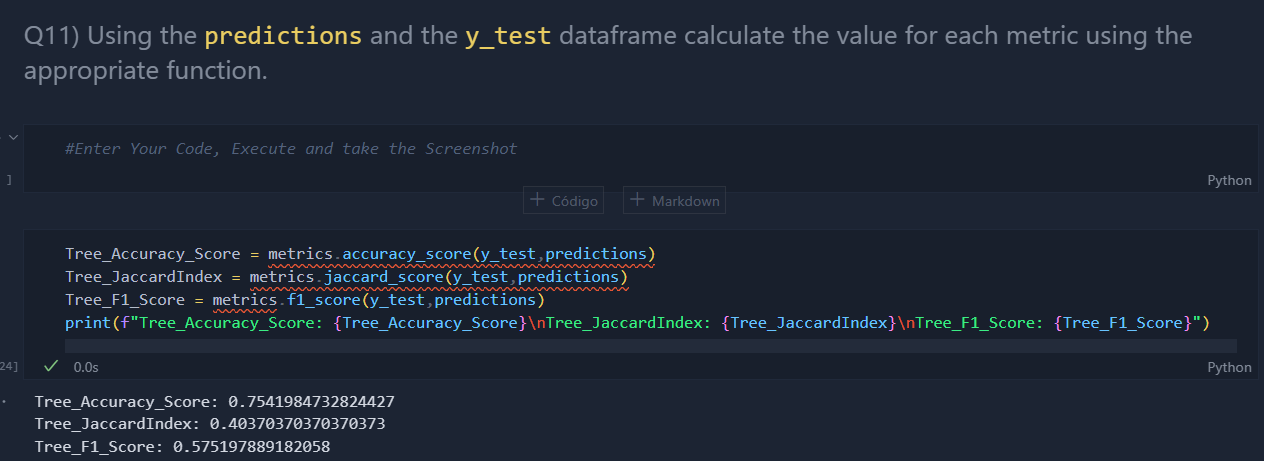 Q11) Using the predictions and the y_test dataframe calculate the value for each metric using the
appropriate function.
#Enter Your Code, Execute and take the Screenshot
]
Python
+ Código + Markdown
Tree_Accuracy_Score = metrics.accuracy_score(y_test,predictions)
Tree_JaccardIndex = metrics.jaccard_score(y_test,predictions)
Tree_F1_Score = metrics.f1_score(y_test,predictions)
print(f"Tree_Accuracy_Score: {Tree_Accuracy_Score}\nTree_JaccardIndex: {Tree_JaccardIndex}\nTree_F1_Score: {Tree_F1_Score}")
24] 0.0s Python
Tree_Accuracy_Score: 0.7541984732824427
Tree_JaccardIndex: 0.40370370370370373
Tree_F1_Score: 0.575197889182058